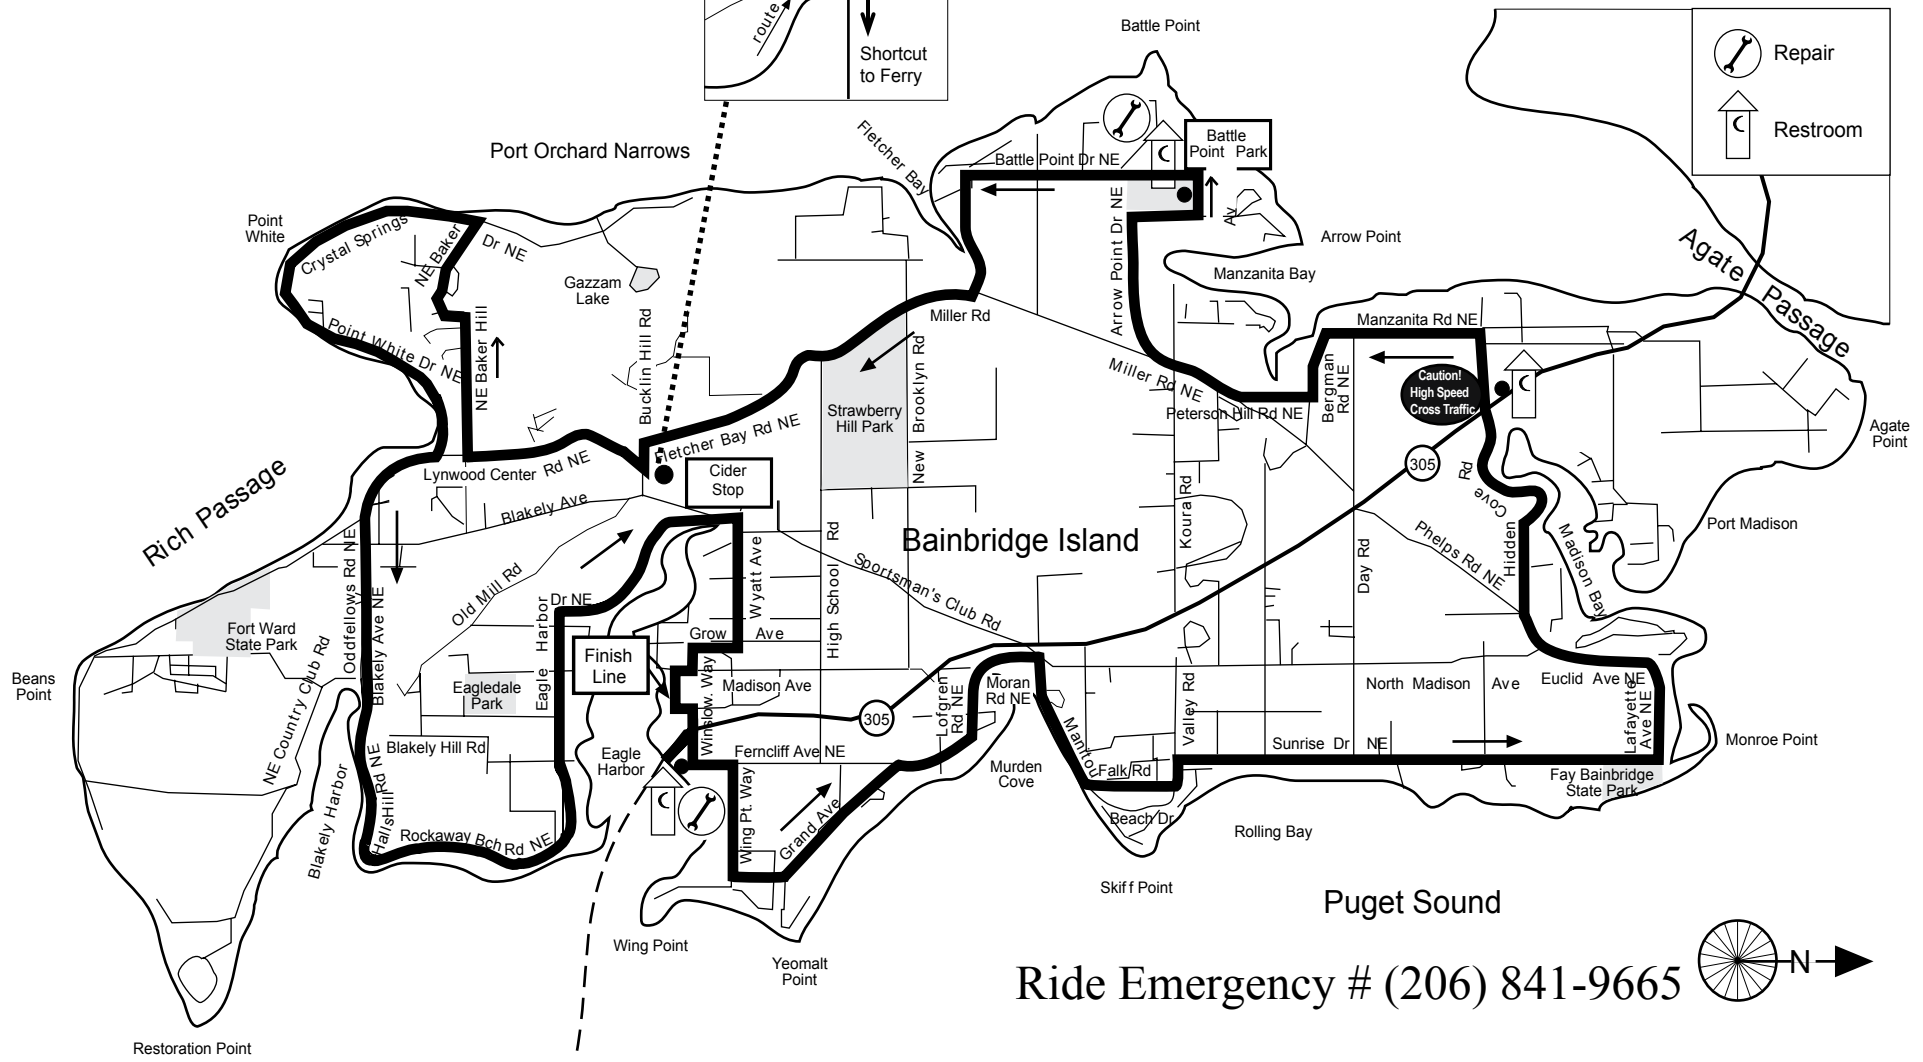 route
Shortcut
to Ferry
Battle Point
Repair
Restroom
Port Orchard Narrows
Fletcher Bay
Battle
Point Park
Battle Point Dr NE
Point
White
Crystal Springs
NE Baker
Dr NE
Gazzam
Lake
Av
Arrow Point
Manzanita Bay
Agate Passage
Arrow Point Dr NE
Miller Rd
Manzanita Rd NE
Point White Dr NE
NE Baker Hill
Bucklin Hill Rd
New Brooklyn Rd
Miller Rd NE
Bergman
Rd NE
Caution!
High Speed
Cross Traffic
Peterson Hill Rd NE
Strawberry
Hill Park
Agate
Point
Fletcher Bay Rd NE
Lynwood Center Rd NE
Cider
Stop
305
Rich Passage
Blakely Ave
Koura Rd
Hidden Cove Rd
Phelps Rd NE
Port Madison
Madison Bay
Bainbridge Island
Day Rd
Wyatt Ave
High School Rd
Sportsman's Club Rd
Oddfellows Rd NE
Blakely Ave NE
Old Mill Rd
Eagle Harbor Dr NE
Fort Ward
State Park
Grow Ave
Finish
Line
Beans
Point
NE Country Club Rd
Eagledale
Park
Madison Ave
Winslow. Way
Lofgren
Rd NE
Moran
Rd NE
North Madison Ave
Euclid Ave NE
Lafayette
Ave NE
Valley Rd
305
Blakely Hill Rd
Eagle
Harbor
Ferncliff Ave NE
Manitou
Sunrise Dr NE
Monroe Point
Murden
Cove
Falk Rd
Fay Bainbridge
State Park
Blakely Harbor
HallsHill Rd NE
Rockaway Bch Rd NE
Wing Pt. Way
Grand Ave
Beach Dr
Rolling Bay
Skiff Point
Puget Sound
Wing Point
Yeomalt
Point
Ride Emergency # (206) 841-9665
N
Restoration Point